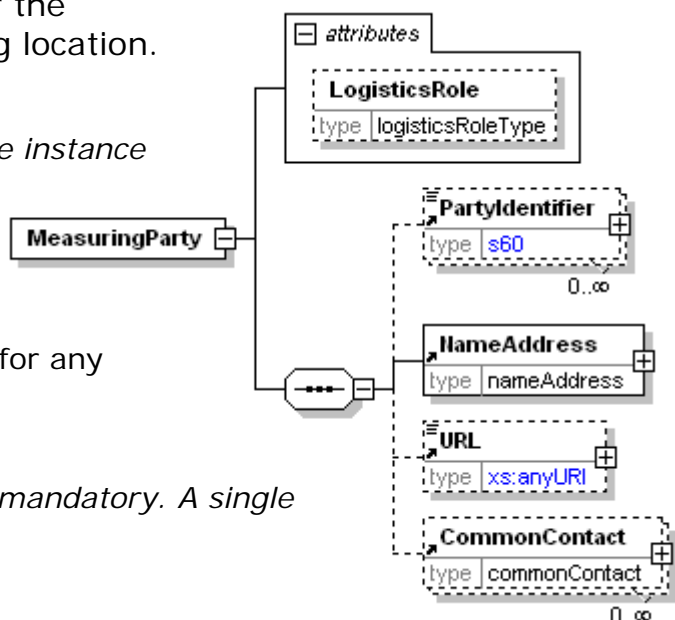 r the
g location.
attributes
LogisticsRole
type logisticsRoleType
e instance
PartyIdentifier
type s60
0..∞
MeasuringParty
for any
NameAddress
type nameAddress
URL
type xs:anyURI
mandatory. A single
CommonContact
type commonContact
0..∞